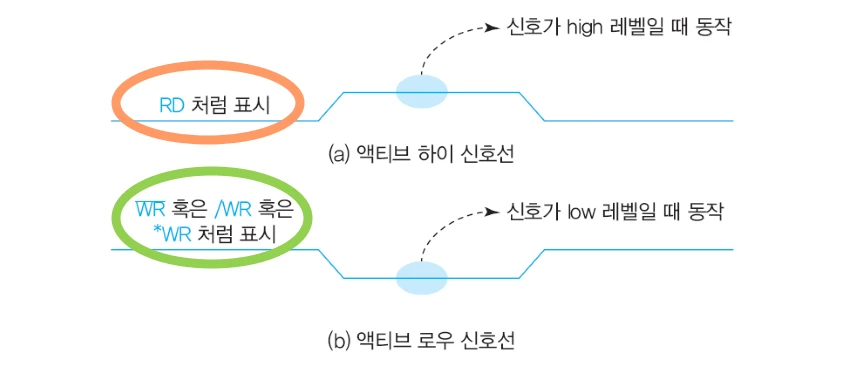 신호가 high 레벨일 때 동작
RD 처럼 표시
(a) 액티브 하이 신호선
W̅R̅ 혹은 /WR 혹은
*WR 처럼 표시
신호가 low 레벨일 때 동작
(b) 액티브 로우 신호선